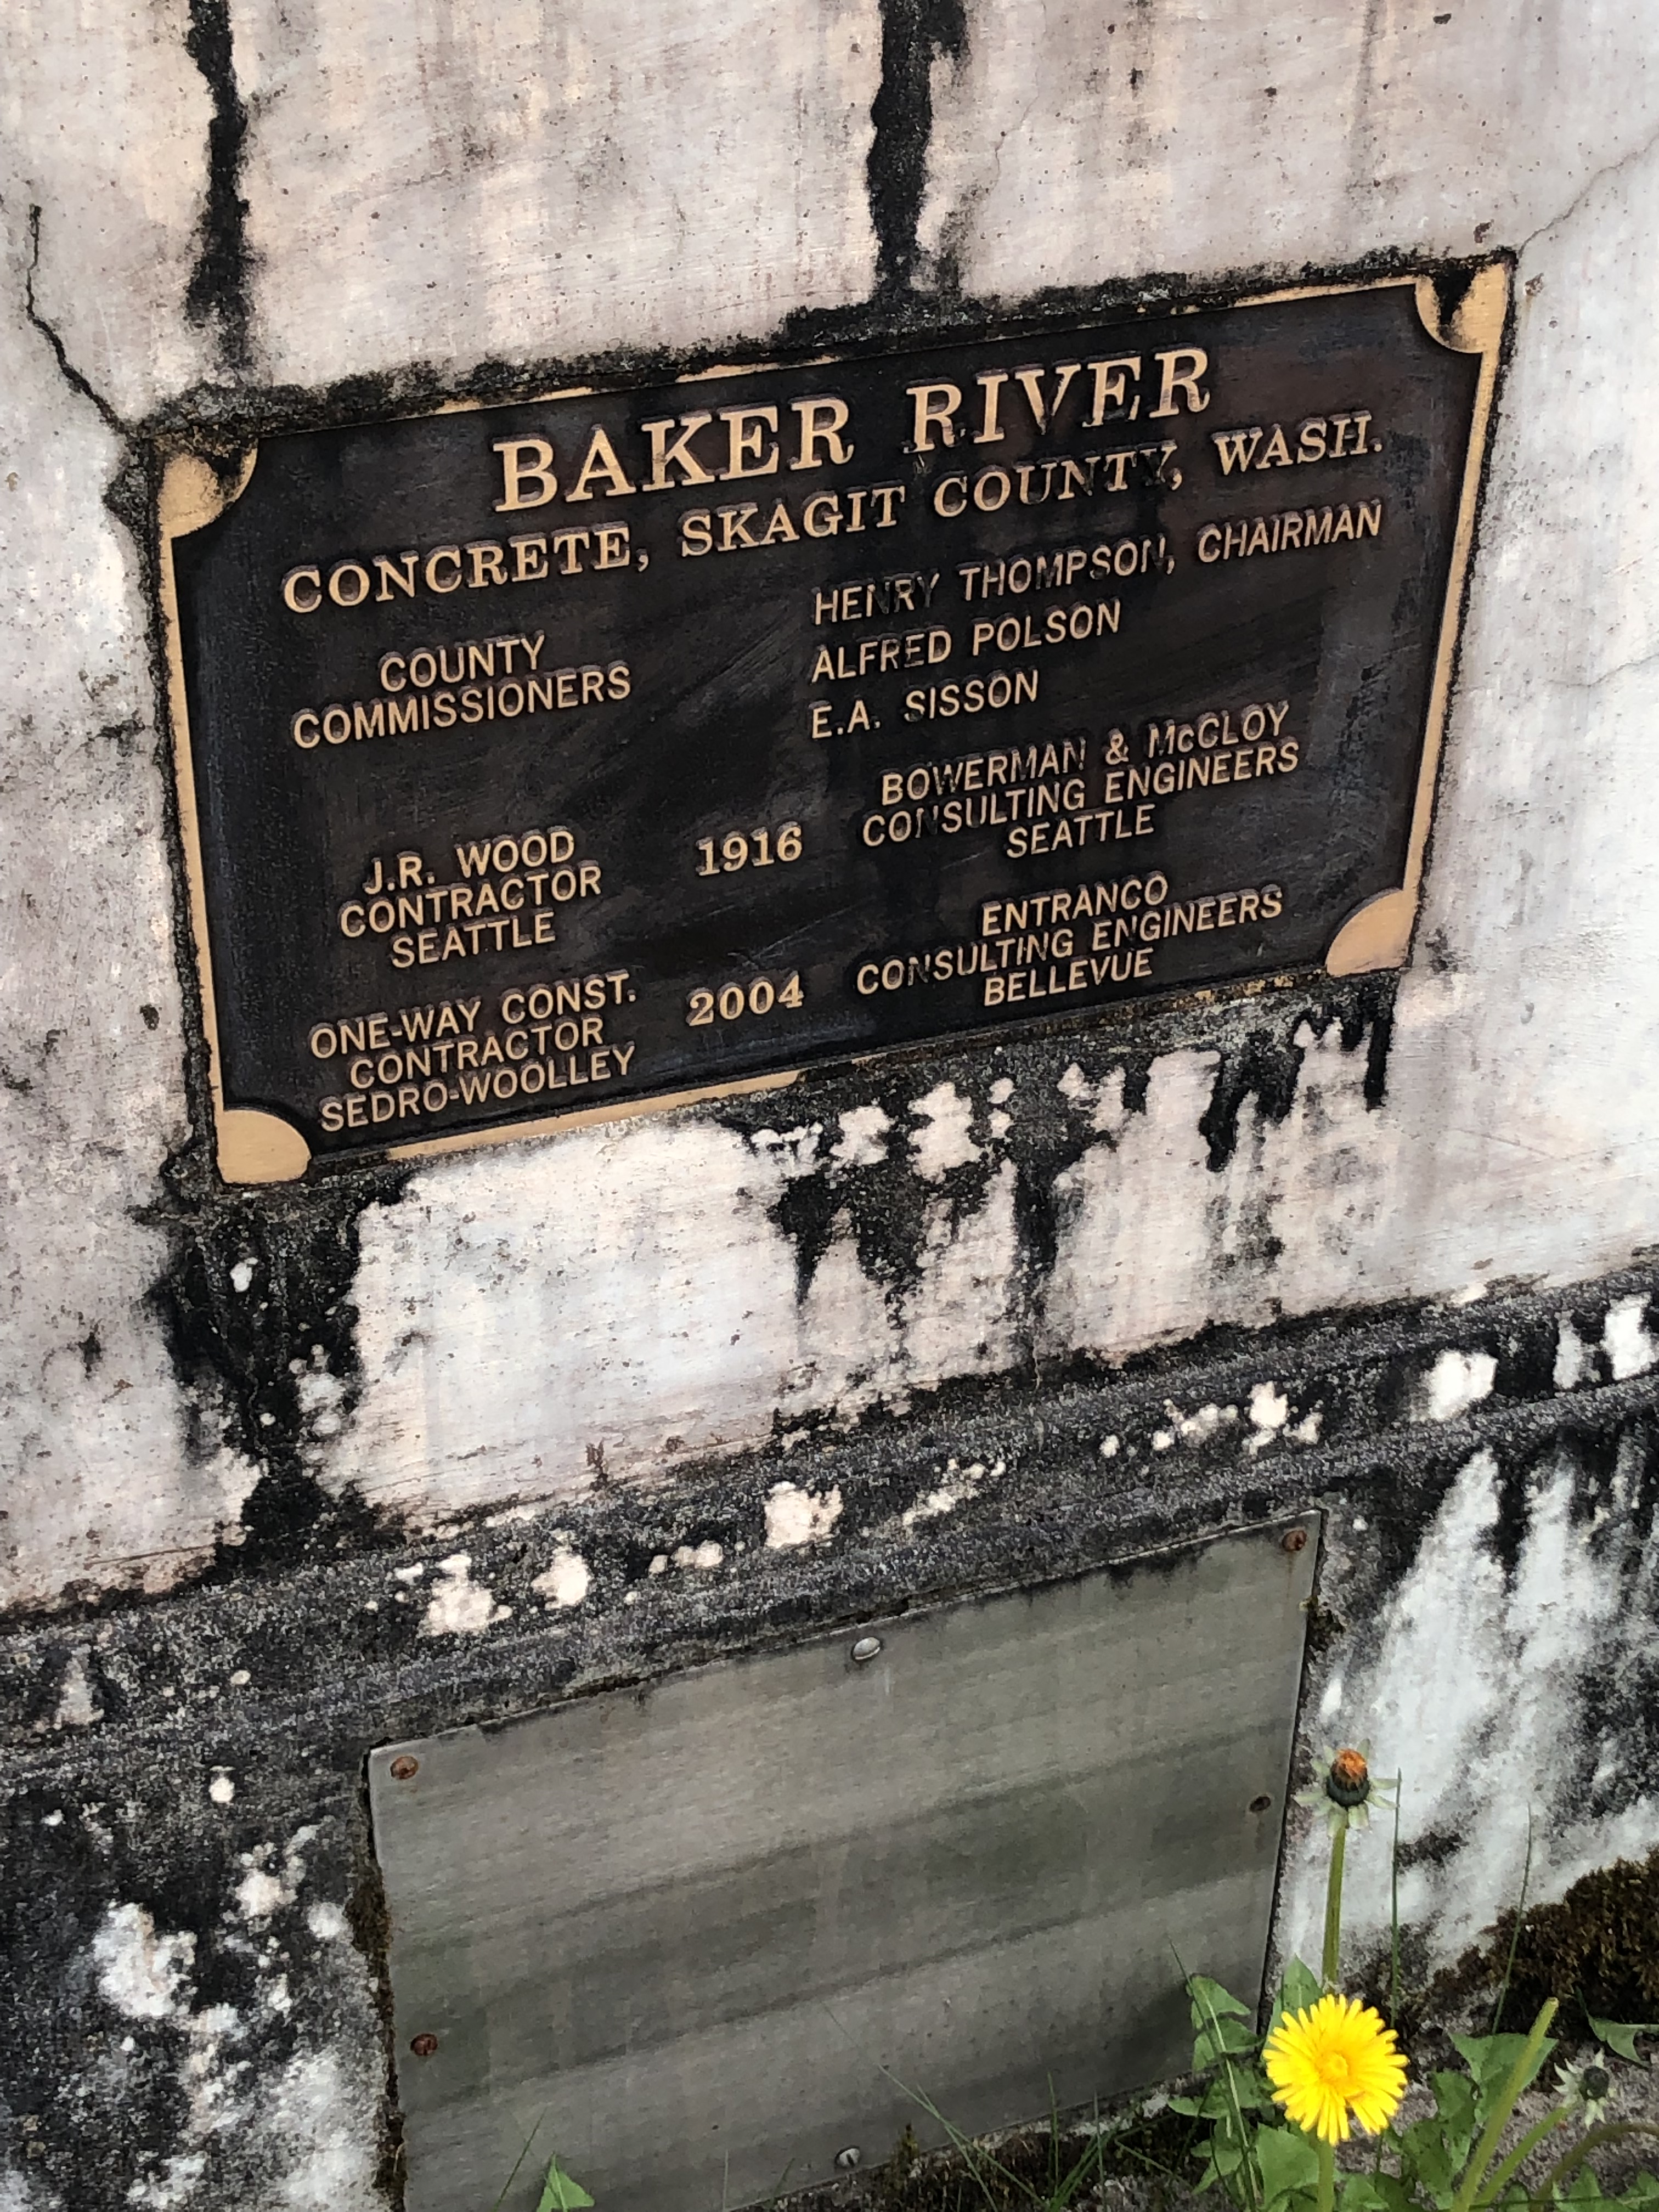 BAKER RIVER
CONCRETE, SKAGIT COUNTY, WASH.
COUNTY
COMMISSIONERS
HENRY THOMPSON, CHAIRMAN
ALFRED POLSON
E.A. SISSON
J.R. WOOD
CONTRACTOR
SEATTLE
1916
BOWERMAN & McCLOY
CONSULTING ENGINEERS
SEATTLE
ONE-WAY CONST.
CONTRACTOR
SEDRO-WOOLLEY
2004
ENTRANCO
CONSULTING ENGINEERS
BELLEVUE